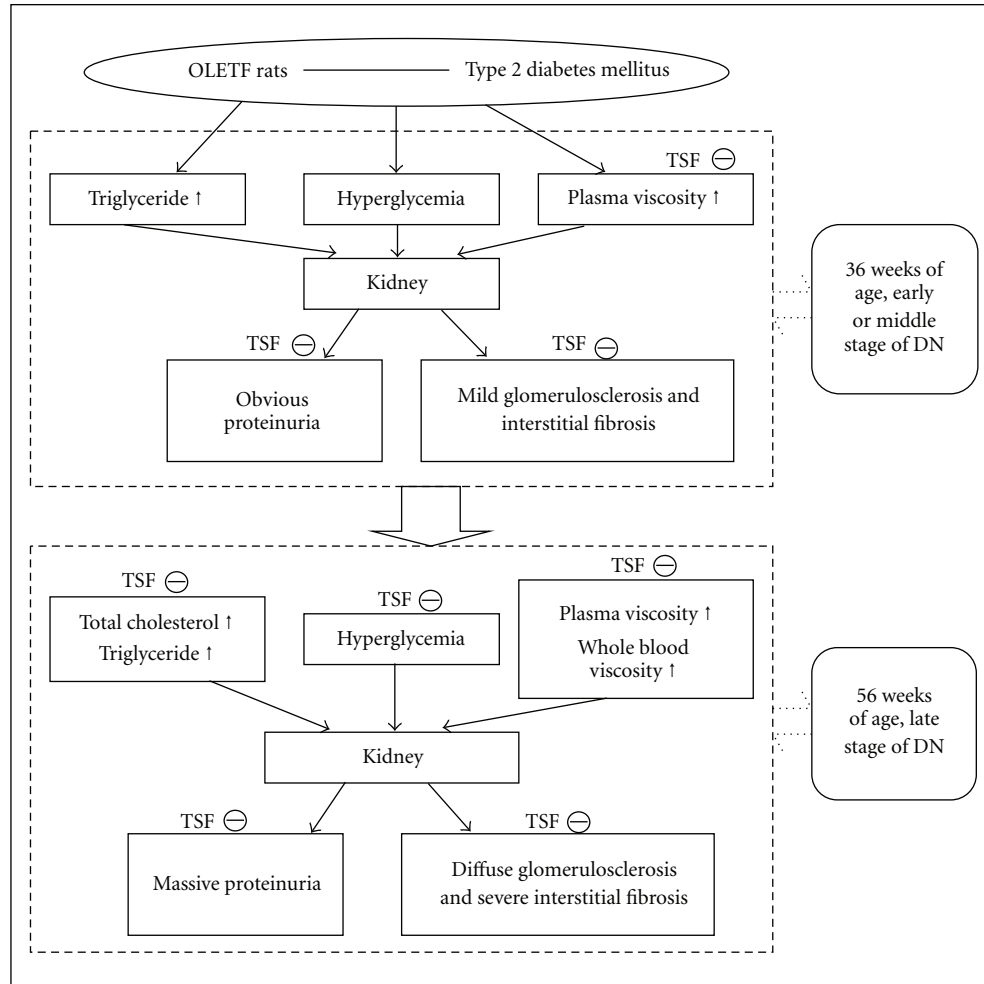 OLETF rats
Type 2 diabetes mellitus
TSF ⊖
Triglyceride ↑
Hyperglycemia
Plasma viscosity ↑
Kidney
TSF ⊖
TSF ⊖
Obvious
proteinuria
Mild glomerulosclerosis and
interstitial fibrosis
36 weeks of
age, early
or middle
stage of DN
TSF ⊖
TSF ⊖
TSF ⊖
Total cholesterol ↑
Triglyceride ↑
Hyperglycemia
Plasma viscosity ↑
Whole blood
viscosity ↑
Kidney
TSF ⊖
TSF ⊖
Massive proteinuria
Diffuse glomerulosclerosis
and severe interstitial fibrosis
56 weeks
of age, late
stage of DN